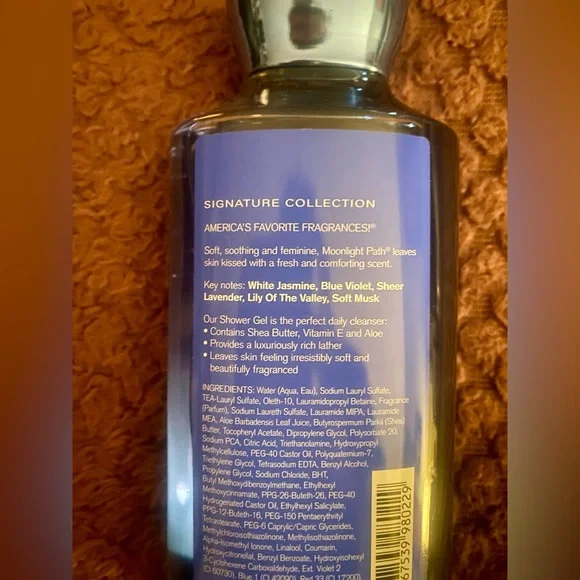 SIGNATURE COLLECTION
AMERICA'S FAVORITE FRAGRANCES!®
Soft, soothing and feminine, Moonlight Path® leaves
skin kissed with a fresh and comforting scent.
Key notes: White Jasmine, Blue Violet, Sheer
Lavender, Lily Of The Valley, Soft Musk
Our Shower Gel is the perfect daily cleanser:
• Contains Shea Butter, Vitamin E and Aloe
• Provides a luxuriously rich lather
• Leaves skin feeling irresistibly soft and
beautifully fragranced
INGREDIENTS: Water (Aqua, Eau), Sodium Lauryl Sulfate,
TEA-Lauryl Sulfate, Oleth-10, Lauramidopropyl Betaine, Fragrance
(Parfum), Sodium Laureth Sulfate, Lauramide MIPA, Lauramide
MEA, Aloe Barbadensis Leaf Juice, Butyrospermum Parkii (Shea)
Butter, Tocopheryl Acetate, Dipropylene Glycol, Polysorbate 20,
Sodium PCA, Citric Acid, Triethanolamine, Hydroxypropyl
Methylcellulose, PEG-40 Castor Oil, Polyquaternium-7,
Triethylene Glycol, Tetrasodium EDTA, Benzyl Alcohol,
Propylene Glycol, Sodium Chloride, BHT,
Butyl Methoxydibenzoylmethane, Ethylhexyl
Methoxycinnamate, PPG-26-Buteth-26, PEG-40
Hydrogenated Castor Oil, Ethylhexyl Salicylate,
PPG-12-Buteth-16, PEG-150 Pentaerythrityl
Tetrastearate, PEG-6 Caprylic/Capric Glycerides,
Methylchloroisothiazolinone, Methylisothiazolinone,
Alpha-Isomethyl Ionone, Linalool, Coumarin,
Hydroxycitronellal, Benzyl Benzoate, Hydroxyisohexyl
3-Cyclohexene Carboxaldehyde, Ext. Violet 2
(CI 60730), Blue 1 (CI 42090), Red 33 (CI 17200)
67539 980229